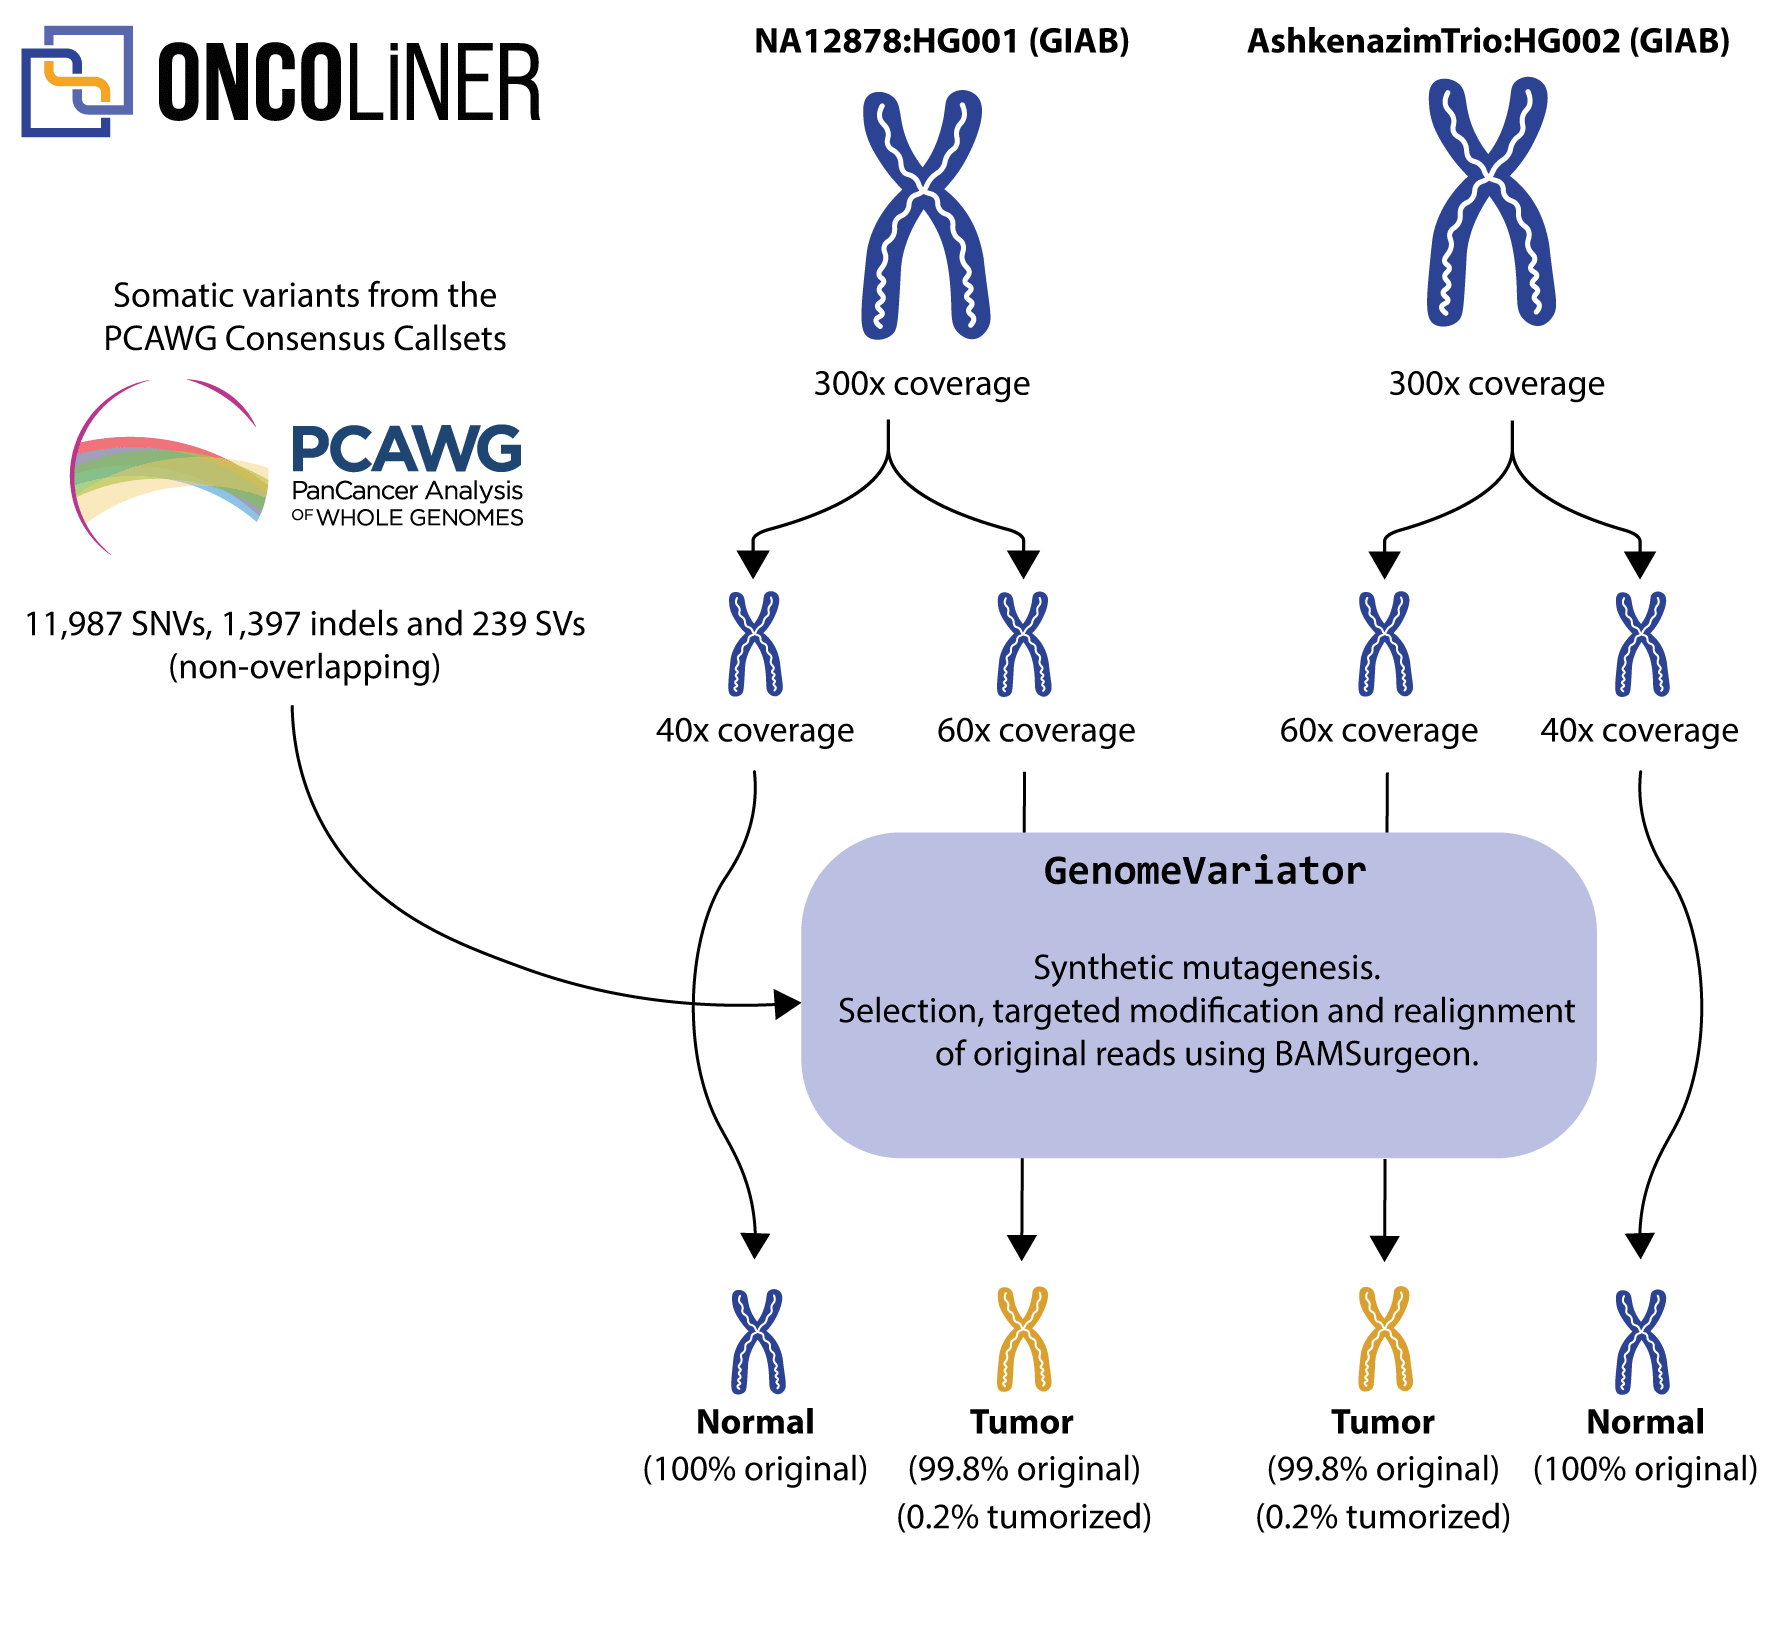 ONCOLiNER
NA12878:HG001 (GIAB)
AshkenazimTrio:HG002 (GIAB)
Somatic variants from the
PCAWG Consensus Callsets
PCAWG
PanCancer Analysis
OF WHOLE GENOMES
11,987 SNVs, 1,397 indels and 239 SVs
(non-overlapping)
300x coverage
300x coverage
40x coverage
60x coverage
60x coverage
40x coverage
GenomeVariator
Synthetic mutagenesis.
Selection, targeted modification and realignment
of original reads using BAMSurgeon.
Normal
(100% original)
Tumor
(99.8% original)
(0.2% tumorized)
Tumor
(99.8% original)
(0.2% tumorized)
Normal
(100% original)